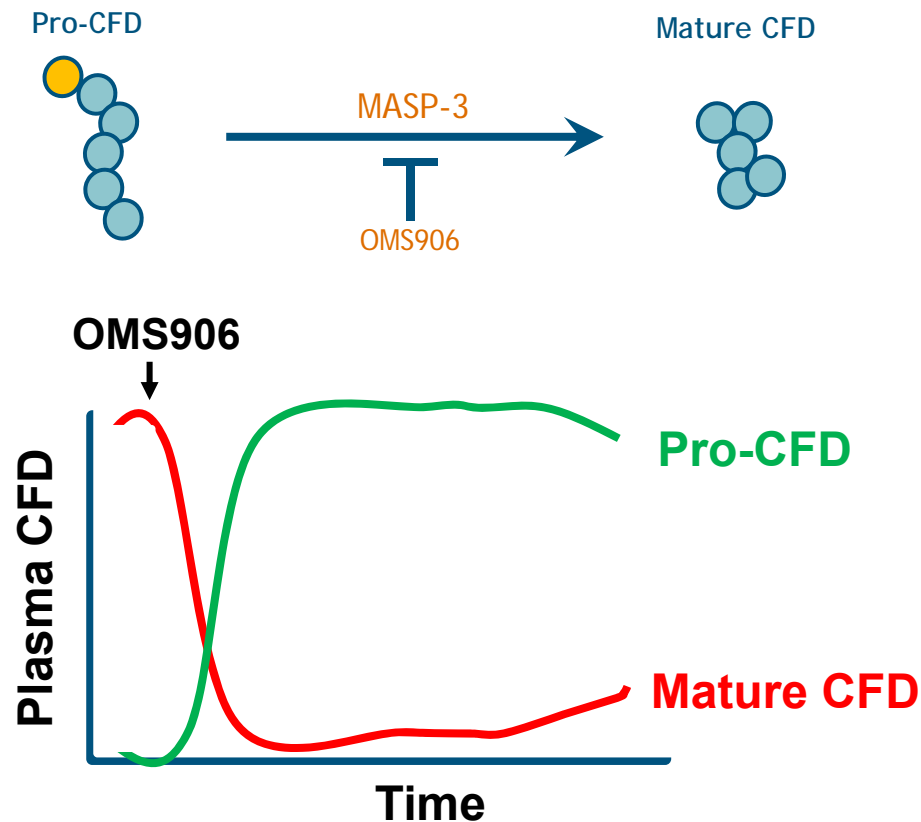 Pro-CFD
Mature CFD
MASP-3
OMS906
OMS906
Pro-CFD
Mature CFD
Plasma CFD
Time